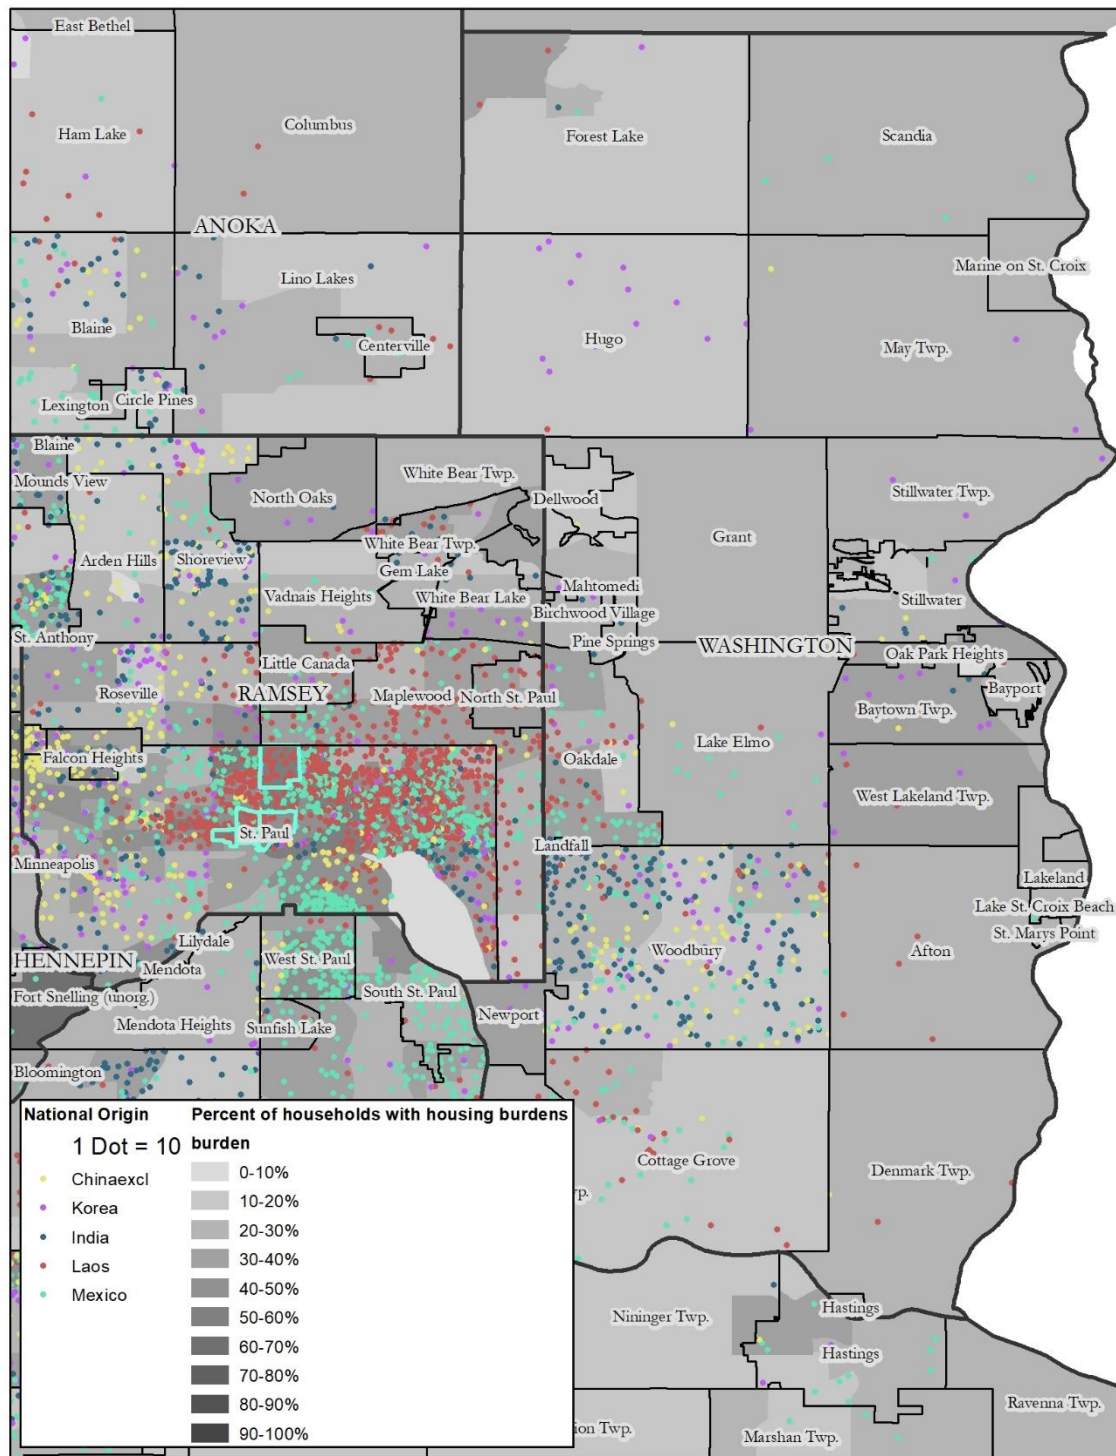 East Bethel
Ham Lake
Columbus
Forest Lake
Scandia
ANOKA
Marine on St. Croix
Lino Lakes
Blaine
Centerville
Hugo
May Twp.
Lexington
Circle Pines
Blaine
Mounds View
North Oaks
White Bear Twp.
Dellwood
Stillwater Twp.
Arden Hills
Shoreview
White Bear Twp.
Grant
Gem Lake
Vadnais Heights
White Bear Lake
Mahtomedi
Stillwater
Birchwood Village
St. Anthony
Pine Springs
WASHINGTON
Oak Park Heights
Little Canada
Roseville
RAMSEY
Maplewood
North St. Paul
Bayport
Baytown Twp.
Falcon Heights
Oakdale
Lake Elmo
West Lakeland Twp.
St. Paul
Landfall
Minneapolis
Lakeland
Lake St. Croix Beach
St. Marys Point
Lilydale
Woodbury
Afton
HENNEPIN
Mendota
West St. Paul
Fort Snelling (unorg.)
South St. Paul
Newport
Mendota Heights
Sunfish Lake
Bloomington
National Origin
1 Dot = 10
Chinaexcl
Korea
India
Laos
Mexico
Percent of households with housing burdens
burden
0-10%
10-20%
20-30%
30-40%
40-50%
50-60%
60-70%
70-80%
80-90%
90-100%
Cottage Grove
Denmark Twp.
Nininger Twp.
Hastings
Hastings
Ravenna Twp.
Marshan Twp.